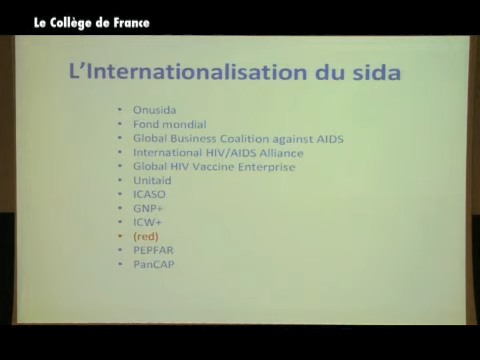 Le Collège de France
L'Internationalisation du sida
• Onusida
• Fond mondial
• Global Business Coalition against AIDS
• International HIV/AIDS Alliance
• Global HIV Vaccine Enterprise
• Unitaid
• ICASO
• GNP+
• ICW+
• (red)
• PEPFAR
• PanCAP